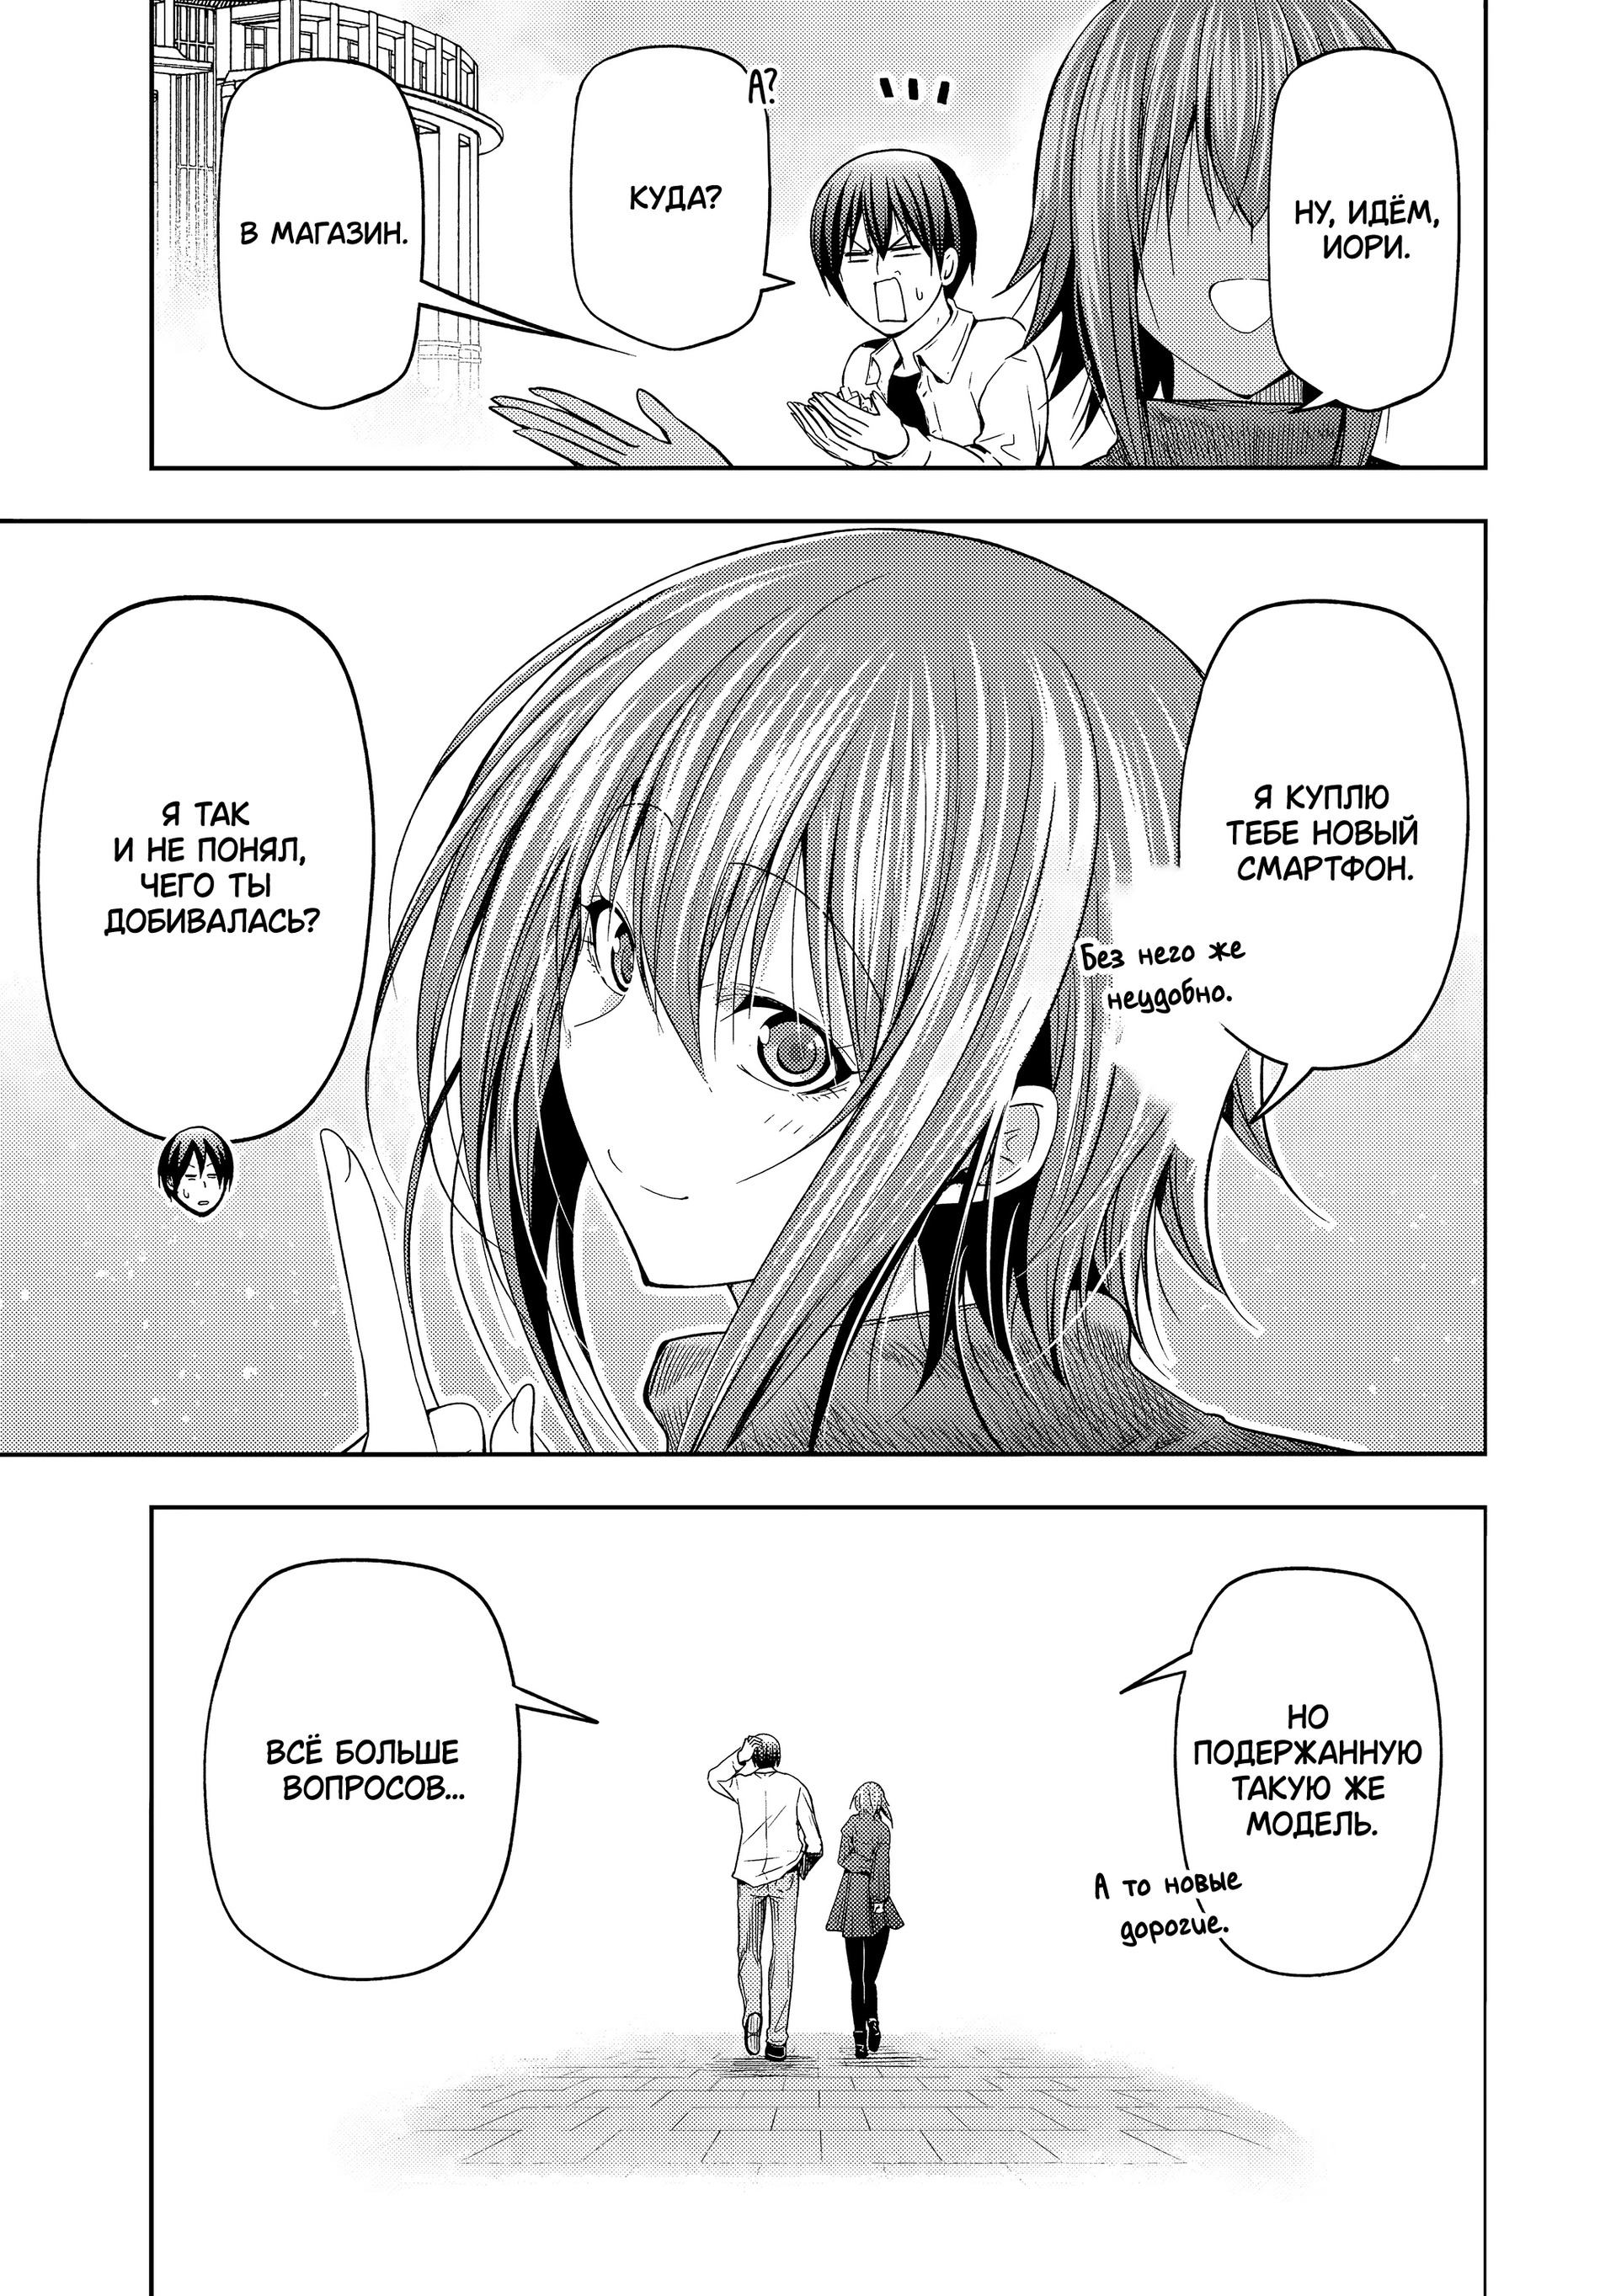 НУ, ИДЁМ,
ИОРИ.
А?
КУДА?
В МАГАЗИН.
Я КУПЛЮ
ТЕБЕ НОВЫЙ
СМАРТФОН.
Без него же
неудобно.
Я ТАК
И НЕ ПОНЯЛ,
ЧЕГО ТЫ
ДОБИВАЛАСЬ?
НО
ПОДЕРЖАННУЮ
ТАКУЮ ЖЕ
МОДЕЛЬ.
А то новые
дорогие.
ВСЁ БОЛЬШЕ
ВОПРОСОВ...